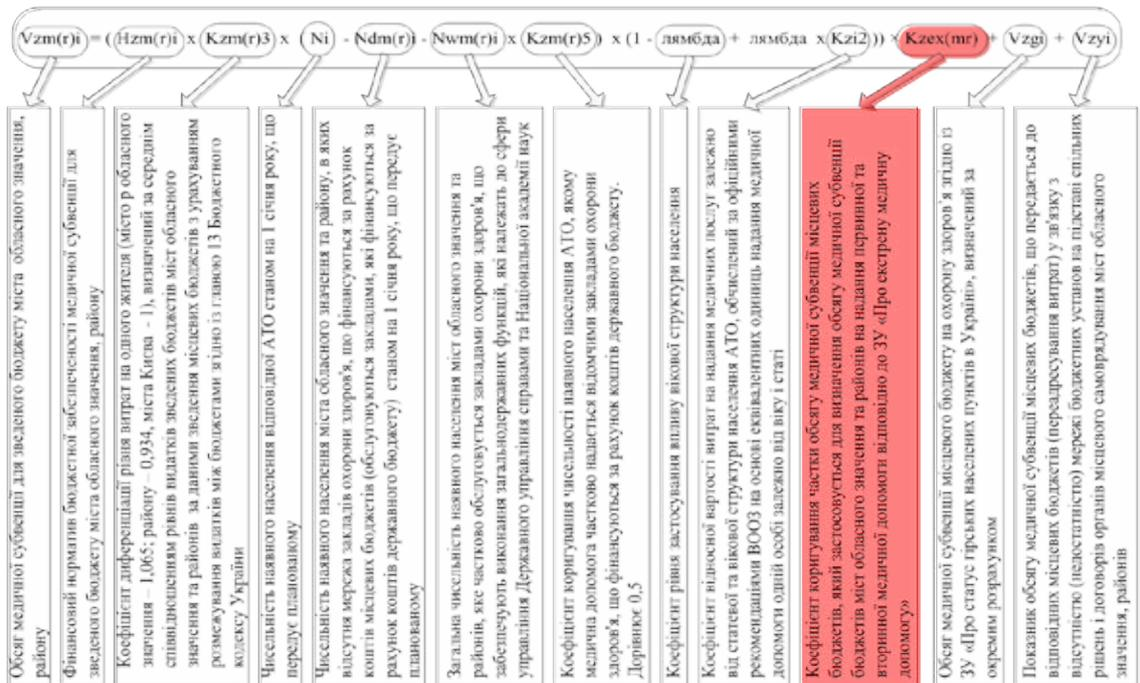 Vzm(r)i = ( Hzm(r)i x Kzm(r)3 x ( Ni - Ndm(r)i - Nwm(r)i x Kzm(r)5) x (1 - лямбда + лямбда xKzi2 )) × Kzex(mr) + Vzgi + Vzyi
Обсяг медичної субвенції для зведеного бюджету міста обласного значення,
району
Фінансовий норматив бюджетної забезпеченості медичної субвенції для
зведеного бюджету міста обласного значення, району
Коефіцієнт диференціації рівня витрат на одного жителя (місто р обласного
значення – 1,065; району – 0,934, міста Києва - 1), визначений за середнім
співвідношенням рівнів видатків зведених бюджетів міст обласного
значення та районів за даними зведення місцевих бюджетів з урахуванням
розмежування видатків між бюджетами згідно із главою 13 Бюджетного
кодексу України
Чисельність наявного населення відповідної АТО станом на 1 січня року, що
передує плановому
Чисельність наявного населення міста обласного значення та району, в яких
відсутня мережа закладів охорони здоров'я, що фінансуються за рахунок
коштів місцевих бюджетів (обслуговуються закладами, які фінансуються за
рахунок коштів державного бюджету) станом на 1 січня року, що передує
плановому
Загальна чисельність наявного населення міст обласного значення та
районів, яке частково обслуговується закладами охорони здоров'я, що
забезпечують виконання загальнодержавних функцій, які належать до сфери
управління Державного управління справами та Національної академії наук
Коефіцієнт коригування чисельності наявного населення АТО, якому
медична допомога частково надається відомчими закладами охорони
здоров'я, що фінансуються за рахунок коштів державного бюджету.
Дорівнює 0,5
Коефіцієнт рівня застосування впливу вікової структури населення
Коефіцієнт відносної вартості витрат на надання медичних послуг залежно
від статевої та вікової структури населення АТО, обчислений за офіційними
рекомендаціями ВООЗ на основі еквівалентних одиниць надання медичної
допомоги одній особі залежно від віку і статі
Коефіцієнт коригування частки обсягу медичної субвенції місцевих
бюджетів, який застосовується для визначення обсягу медичної субвенції
бюджетів міст обласного значення та районів на надання первинної та
вторинної медичної допомоги відповідно до ЗУ «Про екстрену медичну
допомогу»
Обсяг медичної субвенції місцевого бюджету на охорону здоров'я згідно із
ЗУ «Про статус гірських населених пунктів в Україні», визначений за
окремим розрахунком
Показник обсягу медичної субвенції місцевих бюджетів, що передається до
відповідних місцевих бюджетів (переадресування витрат) у зв'язку з
відсутністю (недостатністю) мережі бюджетних установ на підставі спільних
рішень і договорів органів місцевого самоврядування міст обласного
значення, районів